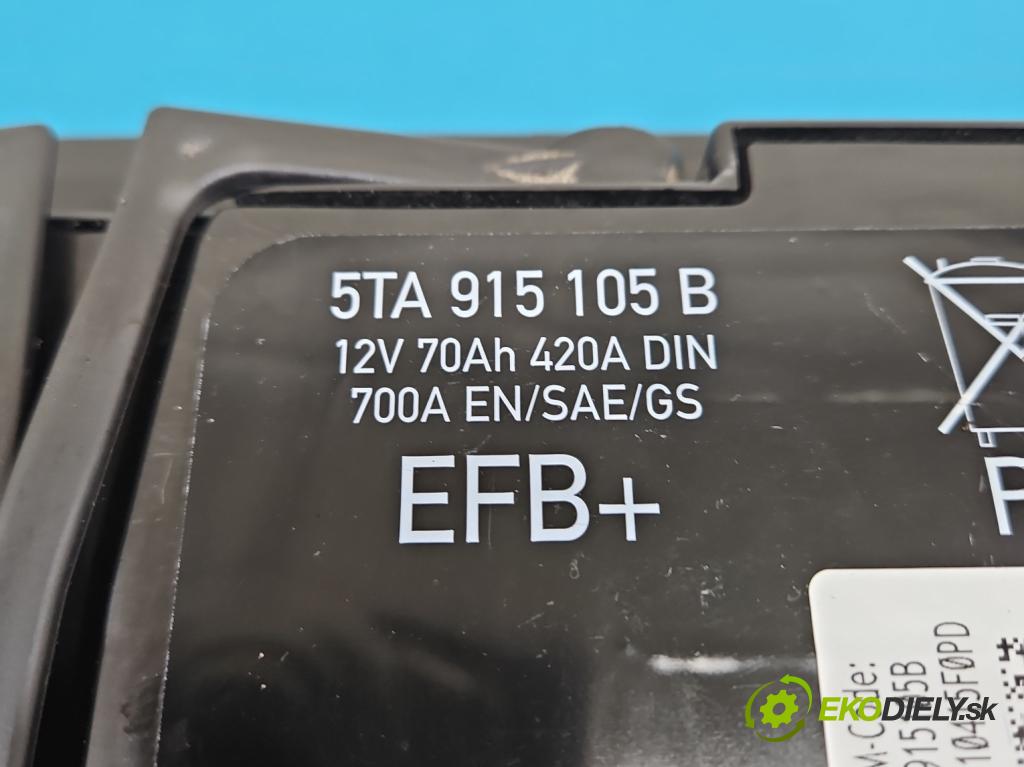 5TA 915 105 B
12V 70Ah 420A DIN
700A EN/SAE/GS
EFB+
EKODIELY.sk